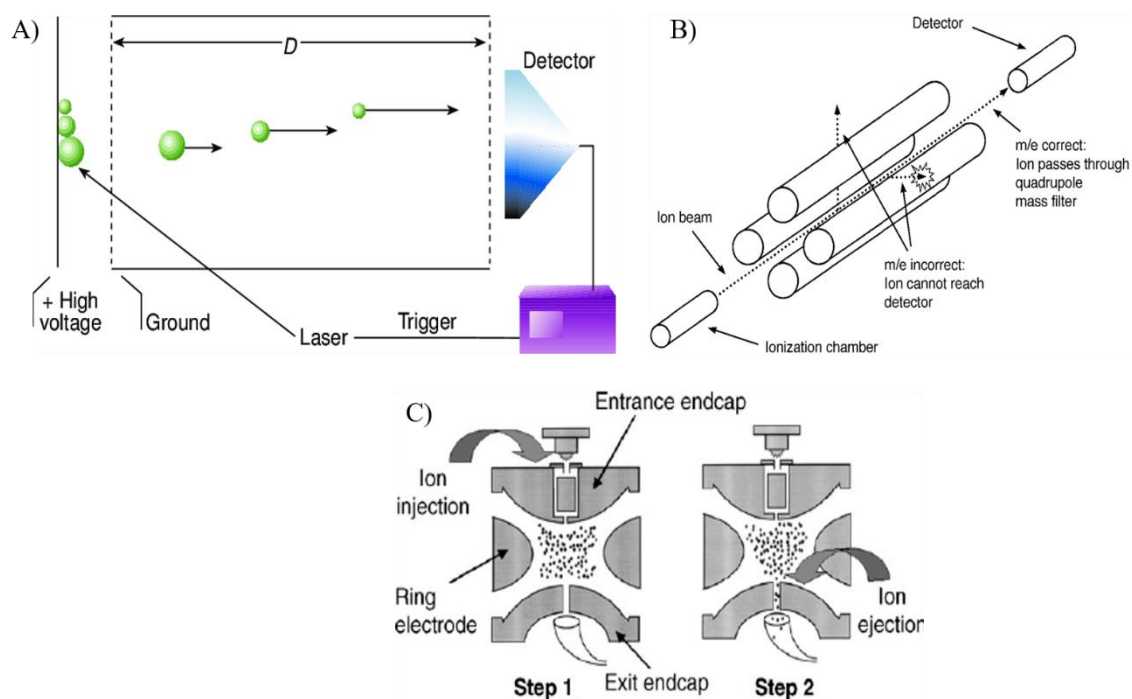 A)
D
Detector
+ High
voltage
Ground
Laser
Trigger
B)
Detector
m/e correct:
Ion passes through
quadrupole
mass filter
Ion beam
m/e incorrect:
Ion cannot reach
detector
Ionization chamber
C)
Entrance endcap
Ion
injection
Ring
electrode
Ion
ejection
Exit endcap
Step 1
Step 2